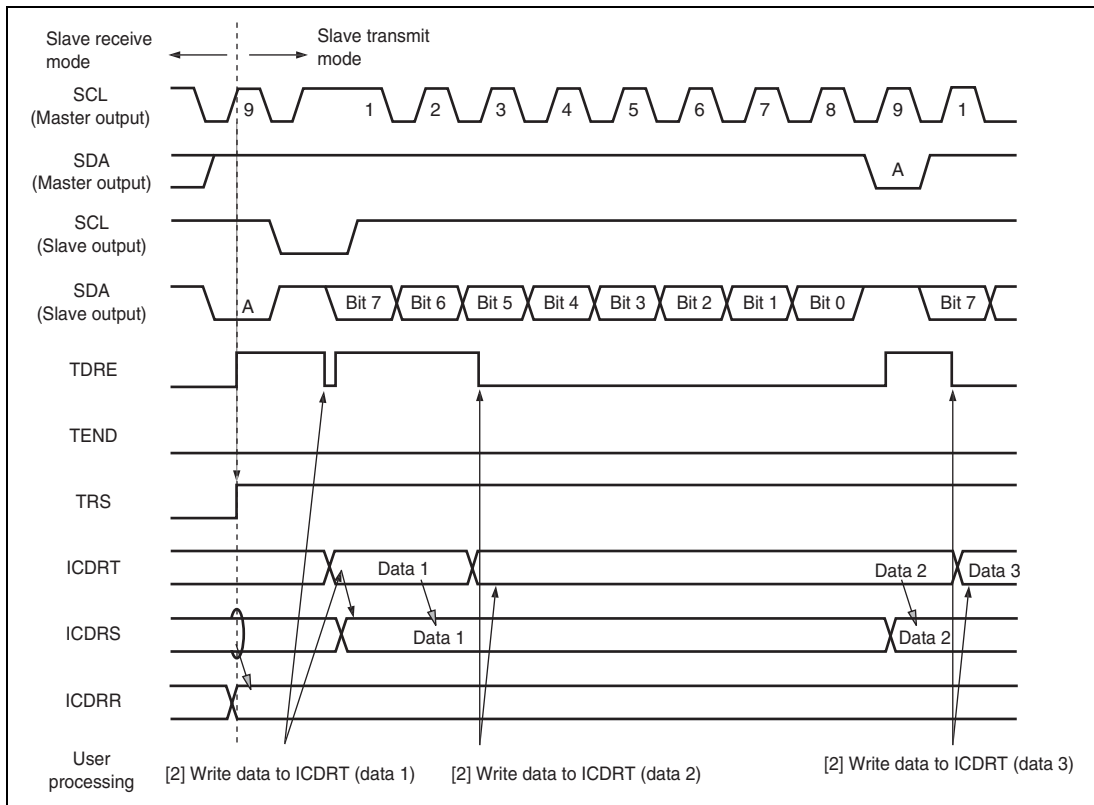 Slave receive
mode
Slave transmit
mode
SCL
(Master output)
9 1 2 3 4 5 6 7 8 9 1
SDA
(Master output)
A
SCL
(Slave output)
SDA
(Slave output)
A Bit 7 Bit 6 Bit 5 Bit 4 Bit 3 Bit 2 Bit 1 Bit 0 Bit 7
TDRE
TEND
TRS
ICDRT
Data 1 Data 2 Data 3
ICDRS
Data 1 Data 2
ICDRR
User
processing
[2] Write data to ICDRT (data 1) [2] Write data to ICDRT (data 2) [2] Write data to ICDRT (data 3)